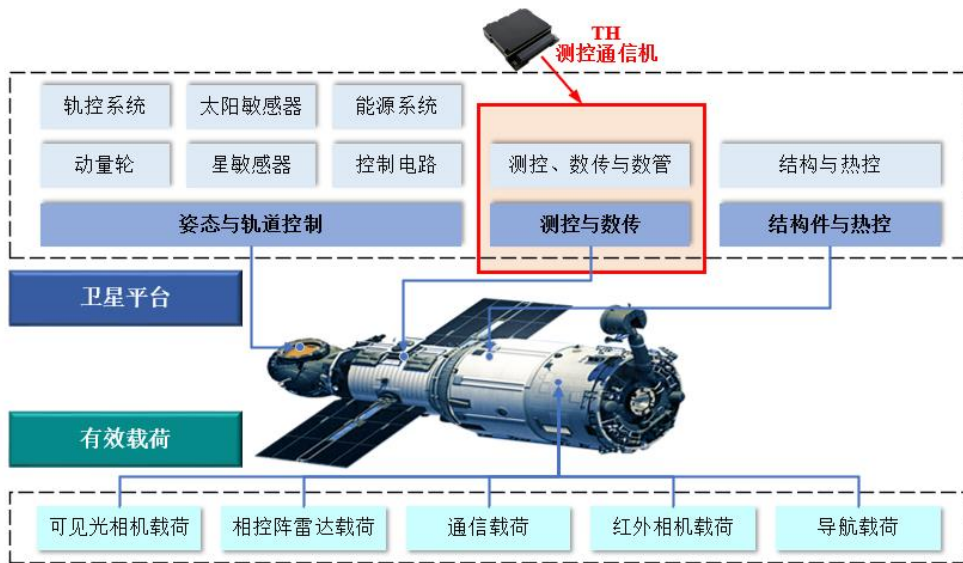 TH
测控通信机
轨控系统
太阳敏感器
能源系统
动量轮
星敏感器
控制电路
测控、数传与数管
结构与热控
姿态与轨道控制
测控与数传
结构件与热控
卫星平台
有效载荷
可见光相机载荷
相控阵雷达载荷
通信载荷
红外相机载荷
导航载荷